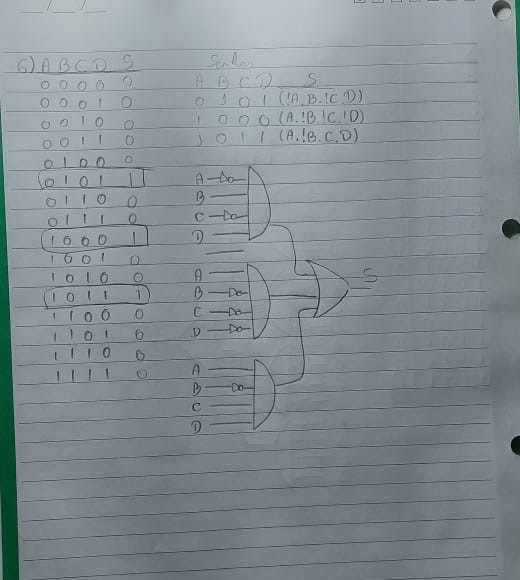 6) A B C D S
0 0 0 0 0
0 0 0 1 0
0 0 1 0 0
0 0 1 1 0
0 1 0 0 0
0 1 0 1 1
0 1 1 0 0
0 1 1 1 0
1 0 0 0 1
1 0 0 1 0
1 0 1 0 0
1 0 1 1 1
1 1 0 0 0
1 1 0 1 0
1 1 1 0 0
1 1 1 1 0
Senhas
A B C D S
0 1 0 1 (!A.B.!C.D)
1 0 0 0 (A.!B.!C.!D)
1 0 1 1 (A.!B.C.D)
A
B
C
D
S
A
B
C
D
A
B
C
D